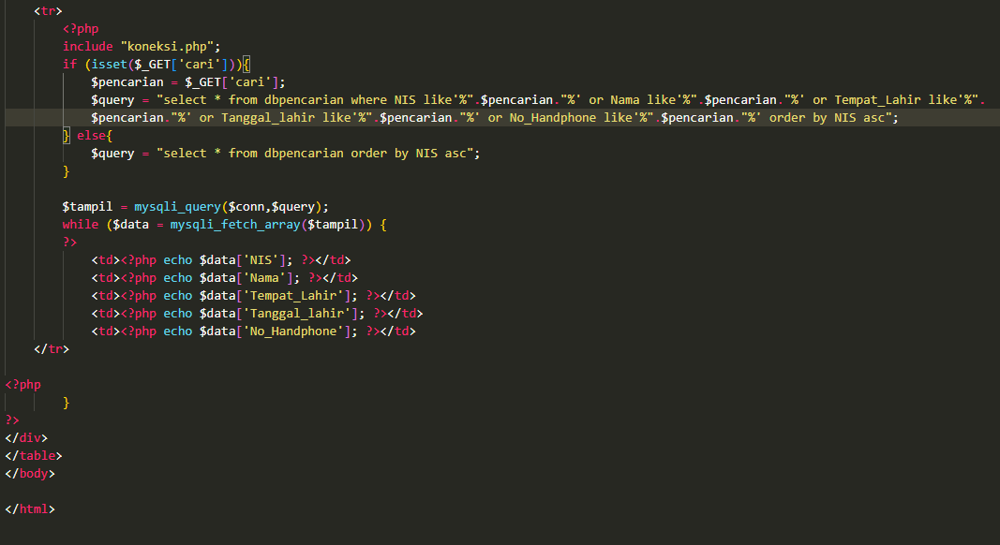 <tr>
<?php
include "koneksi.php";
if (isset($_GET['cari'])){
$pencarian = $_GET['cari'];
$query = "select * from dbpencarian where NIS like'%".$pencarian."%' or Nama like'%".$pencarian."%' or Tempat_Lahir like'%".
$pencarian."%' or Tanggal_lahir like'%".$pencarian."%' or No_Handphone like'%".$pencarian."%' order by NIS asc";
} else{
$query = "select * from dbpencarian order by NIS asc";
}
$tampil = mysqli_query($conn,$query);
while ($data = mysqli_fetch_array($tampil)) {
?>
<td><?php echo $data['NIS']; ?></td>
<td><?php echo $data['Nama']; ?></td>
<td><?php echo $data['Tempat_Lahir']; ?></td>
<td><?php echo $data['Tanggal_lahir']; ?></td>
<td><?php echo $data['No_Handphone']; ?></td>
</tr>
<?php
}
?>
</div>
</table>
</body>
</html>